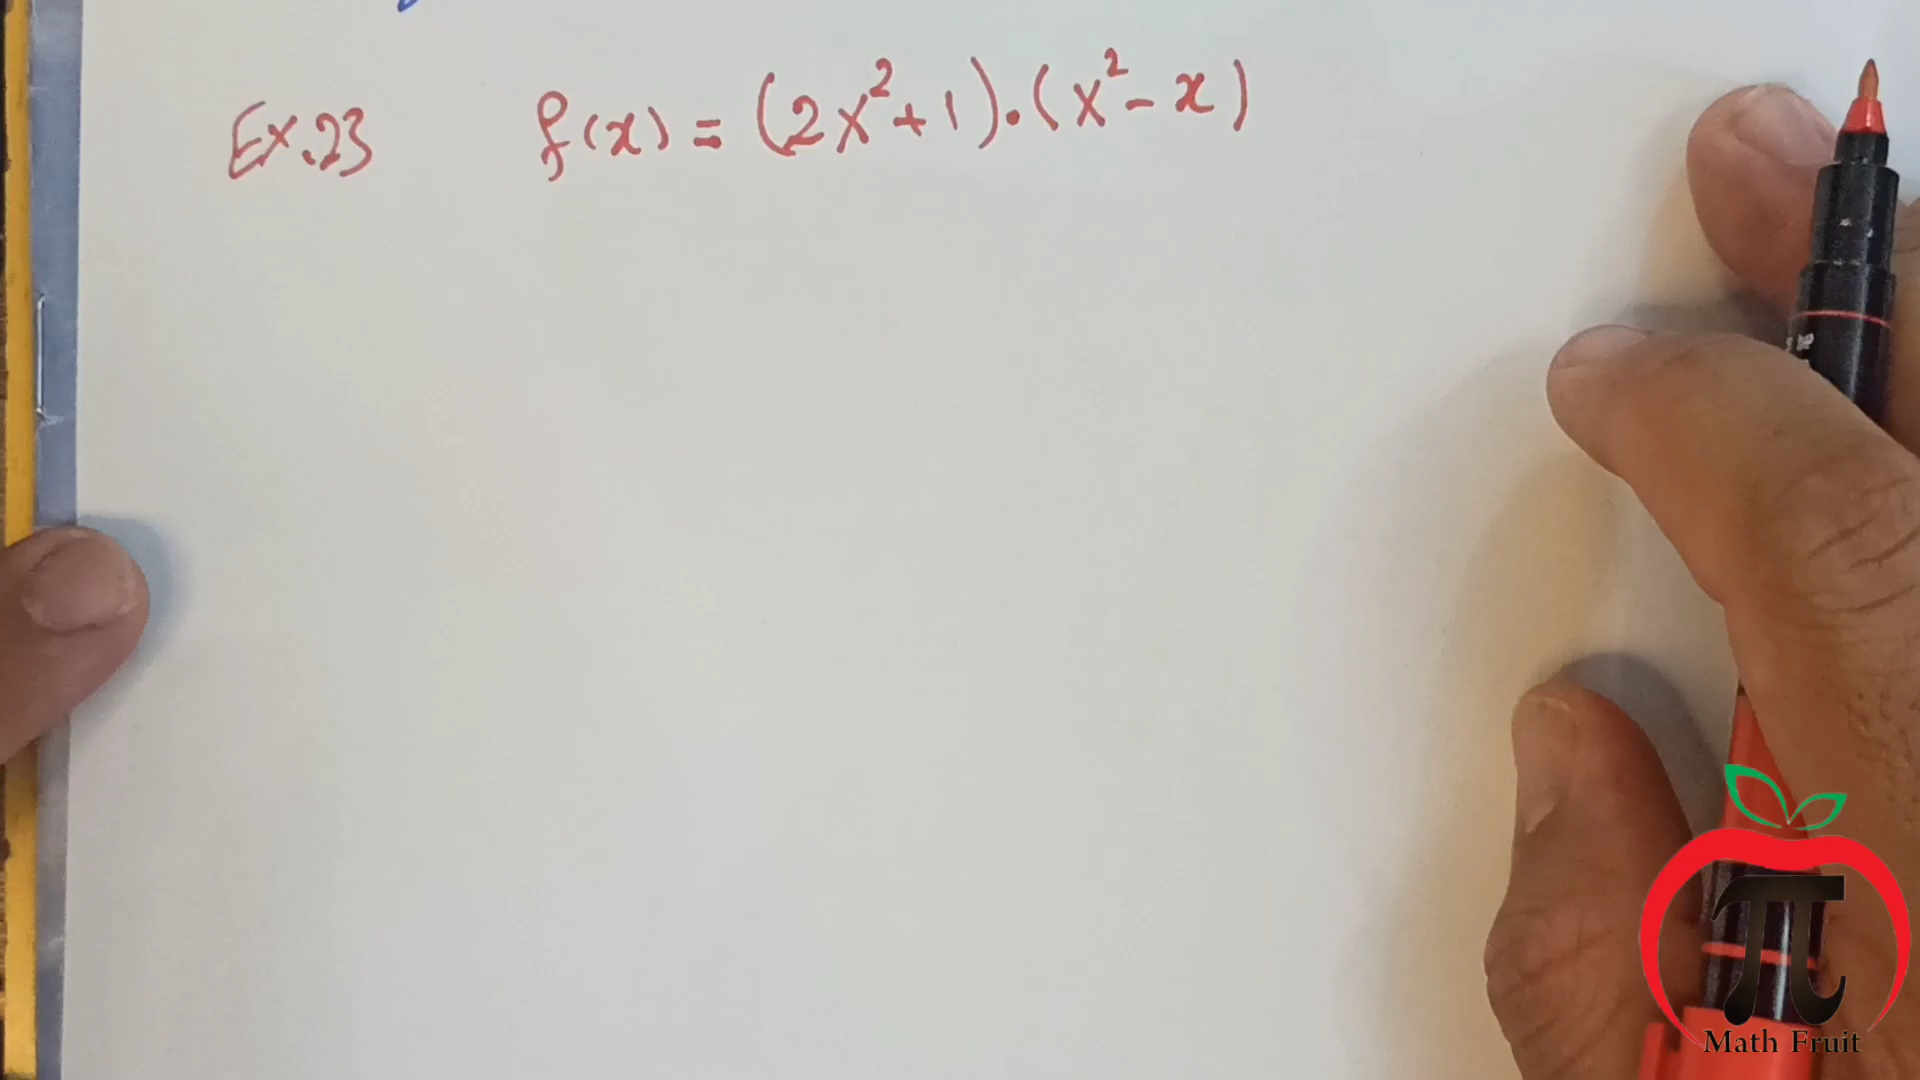 Ex.23 f(x) = (2x²+1).(x²-x)
π
Math Fruit